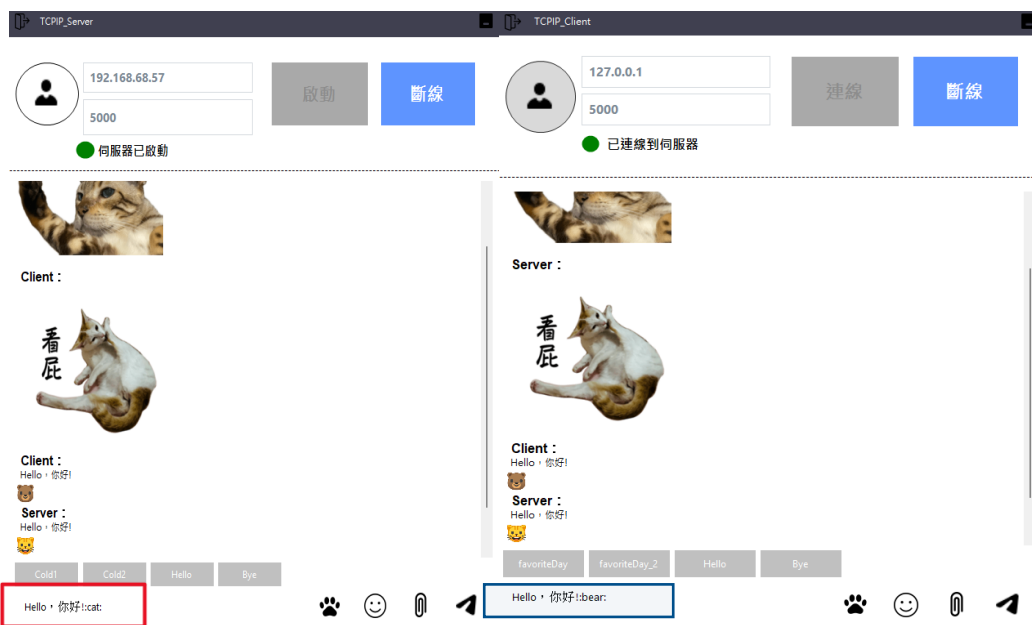 TCPIP_Server
192.168.68.57
5000
啟動
斷線
伺服器已啟動
Client：
看屁
Client：
Hello，你好!
Server：
Hello，你好!
Cold1
Cold2
Hello
Bye
Hello，你好!:cat:
TCPIP_Client
127.0.0.1
5000
連線
斷線
已連線到伺服器
Server：
看屁
Client：
Hello，你好!
Server：
Hello，你好!
favoriteDay
favoriteDay_2
Hello
Bye
Hello，你好!:bear: